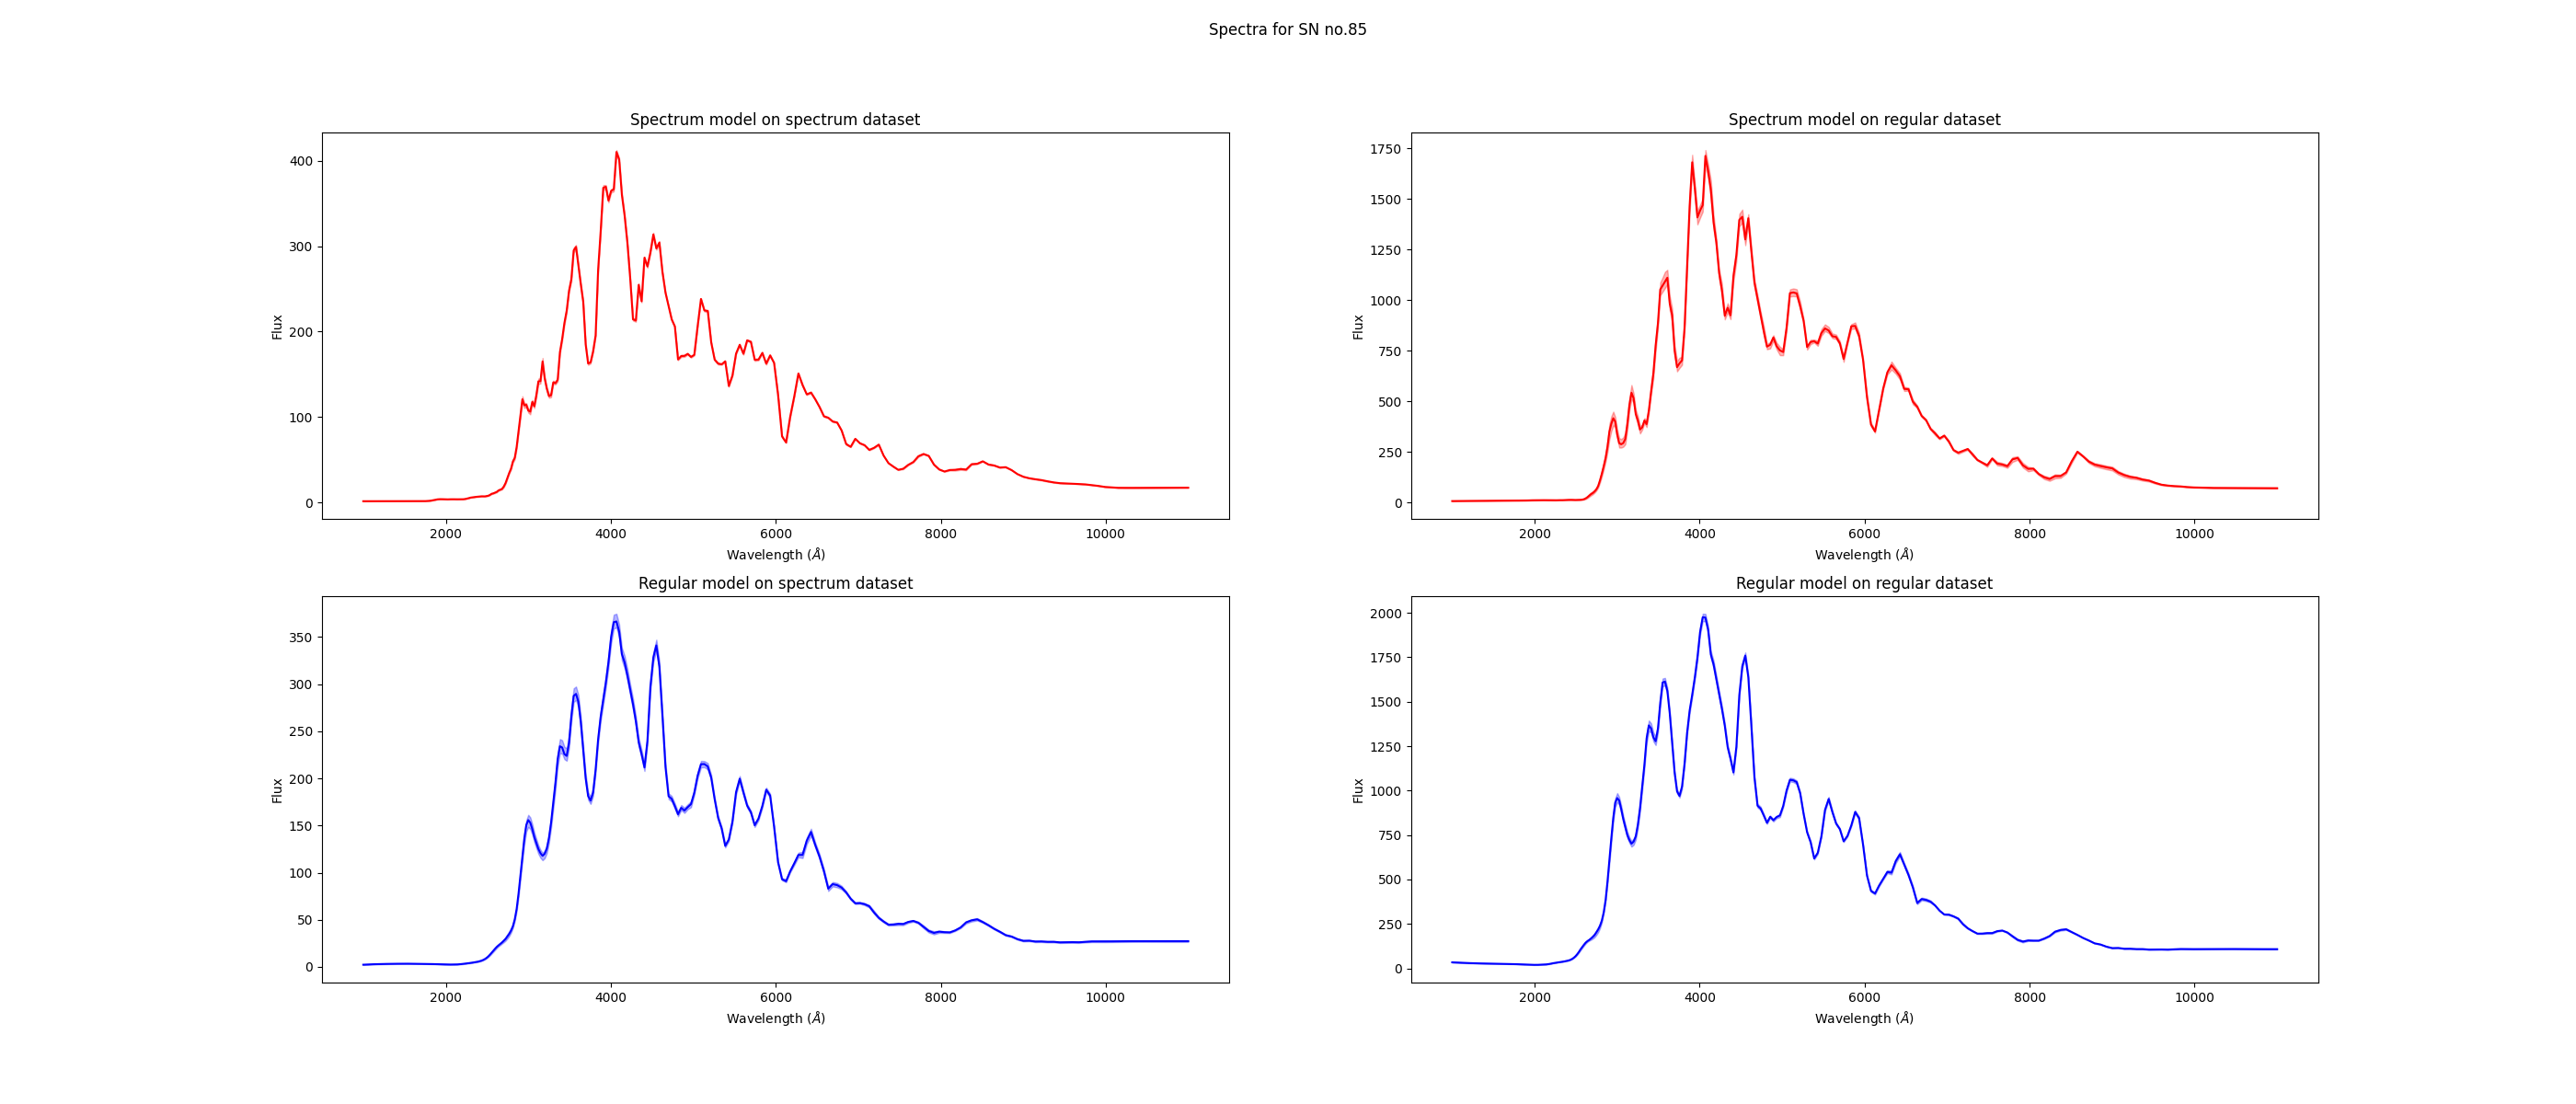 Spectra for SN no.85
Spectrum model on spectrum dataset
400
300
200
100
0
Flux
2000 4000 6000 8000 10000
Wavelength (Å)
Spectrum model on regular dataset
1750
1500
1250
1000
750
500
250
0
Flux
2000 4000 6000 8000 10000
Wavelength (Å)
Regular model on spectrum dataset
350
300
250
200
150
100
50
0
Flux
2000 4000 6000 8000 10000
Wavelength (Å)
Regular model on regular dataset
2000
1750
1500
1250
1000
750
500
250
0
Flux
2000 4000 6000 8000 10000
Wavelength (Å)